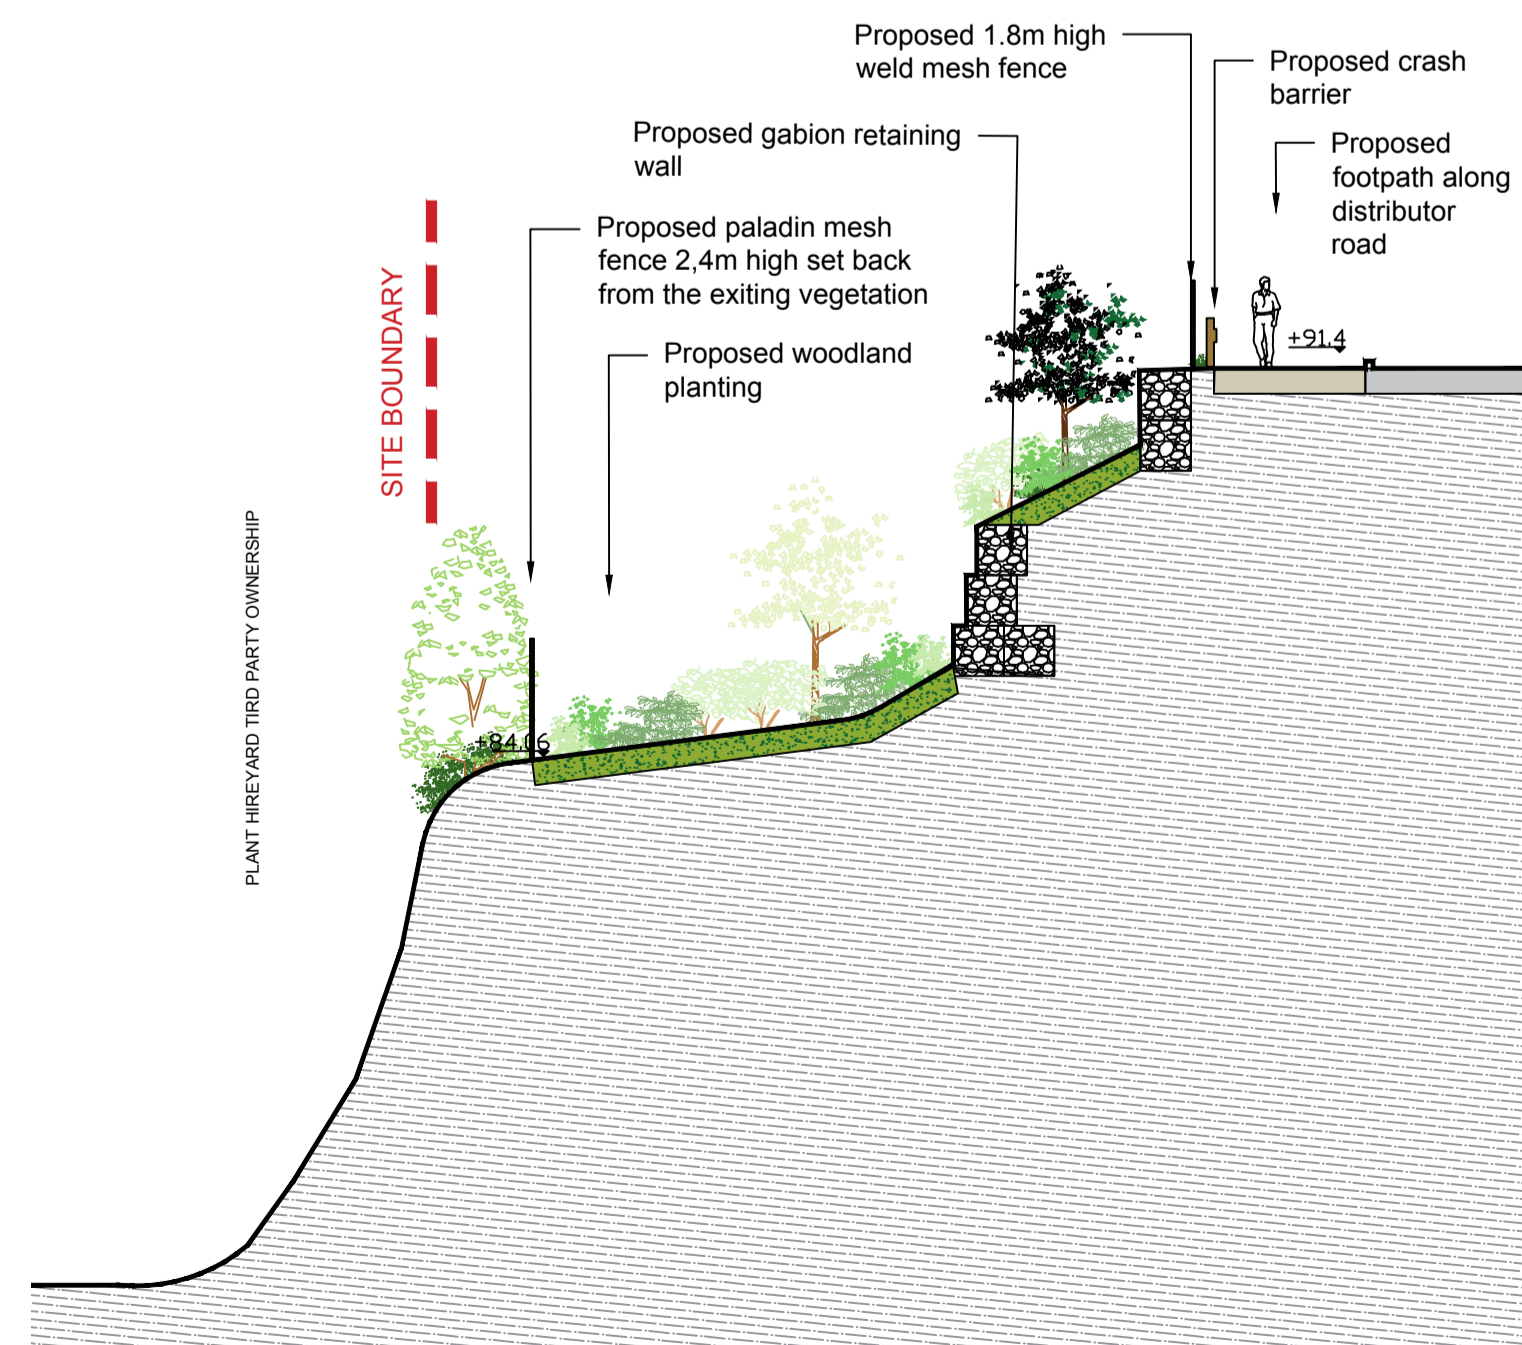 Proposed 1.8m high
weld mesh fence
Proposed crash
barrier
Proposed gabion retaining
wall
Proposed
footpath along
distributor
road
Proposed paladin mesh
fence 2,4m high set back
from the exiting vegetation
Proposed woodland
planting
SITE BOUNDARY
+91.4
PLANT HIREYARD TIRD PARTY OWNERSHIP
+84.06